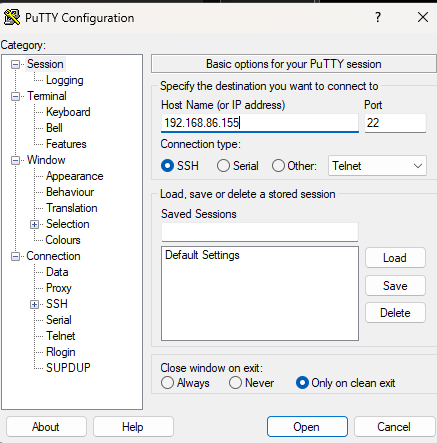 PuTTY Configuration
Category:
Session
Logging
Terminal
Keyboard
Bell
Features
Window
Appearance
Behaviour
Translation
Selection
Colours
Connection
Data
Proxy
SSH
Serial
Telnet
Rlogin
SUPDUP
Basic options for your PuTTY session
Specify the destination you want to connect to
Host Name (or IP address) Port
192.168.86.155 22
Connection type:
SSH Serial Other: Telnet
Load, save or delete a stored session
Saved Sessions
Default Settings
Load
Save
Delete
Close window on exit:
Always Never Only on clean exit
About Help Open Cancel